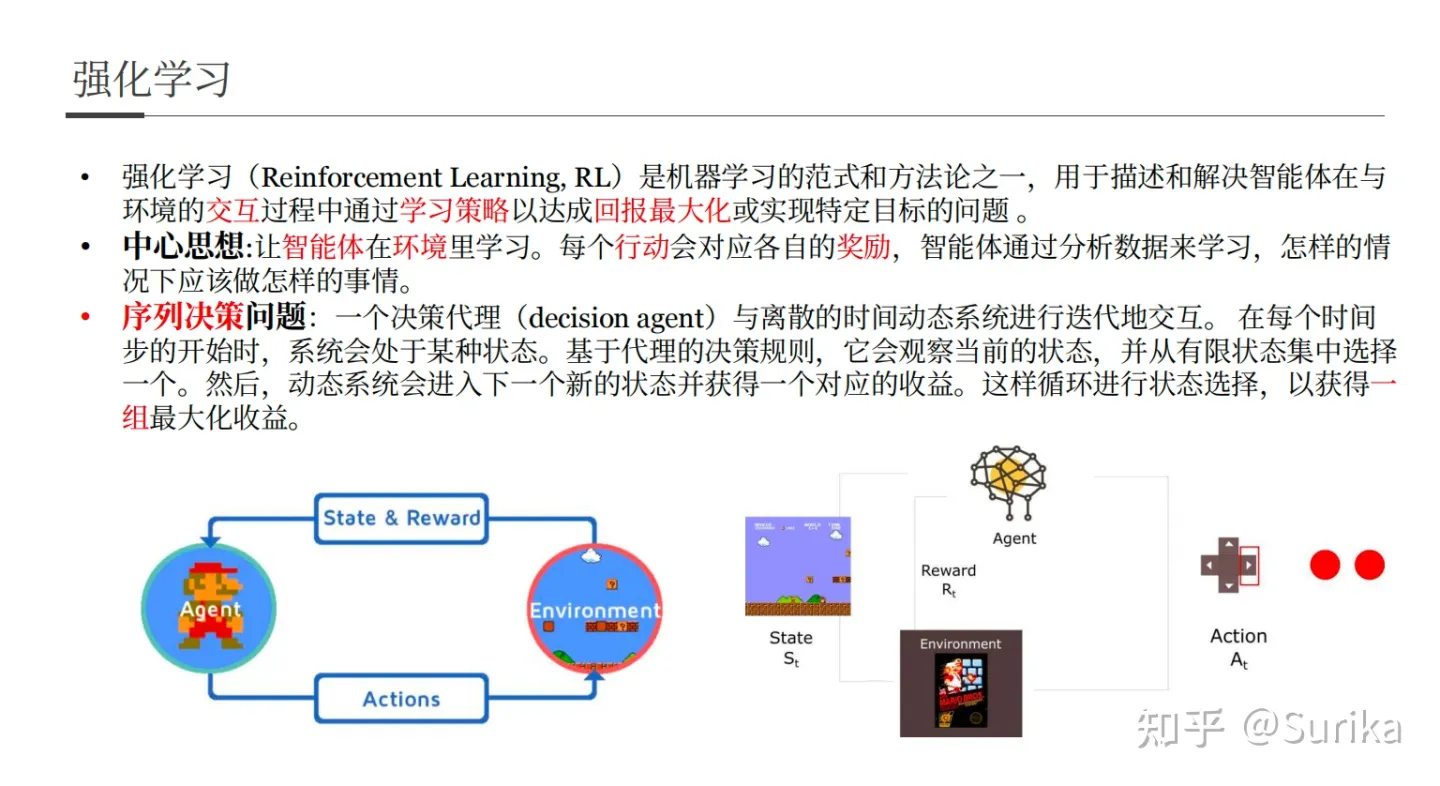 强化学习
• 强化学习（Reinforcement Learning, RL）是机器学习的范式和方法论之一，用于描述和解决智能体在与
环境的交互过程中通过学习策略以达成回报最大化或实现特定目标的问题 。
• 中心思想:让智能体在环境里学习。每个行动会对应各自的奖励，智能体通过分析数据来学习，怎样的情
况下应该做怎样的事情。
• 序列决策问题：一个决策代理（decision agent）与离散的时间动态系统进行迭代地交互。 在每个时间
步的开始时，系统会处于某种状态。基于代理的决策规则，它会观察当前的状态，并从有限状态集中选择
一个。然后，动态系统会进入下一个新的状态并获得一个对应的收益。这样循环进行状态选择，以获得一
组最大化收益。
State & Reward
Agent
Environment
Actions
Agent
Reward
Rt
State
St
Environment
Action
At
知乎 @Surika